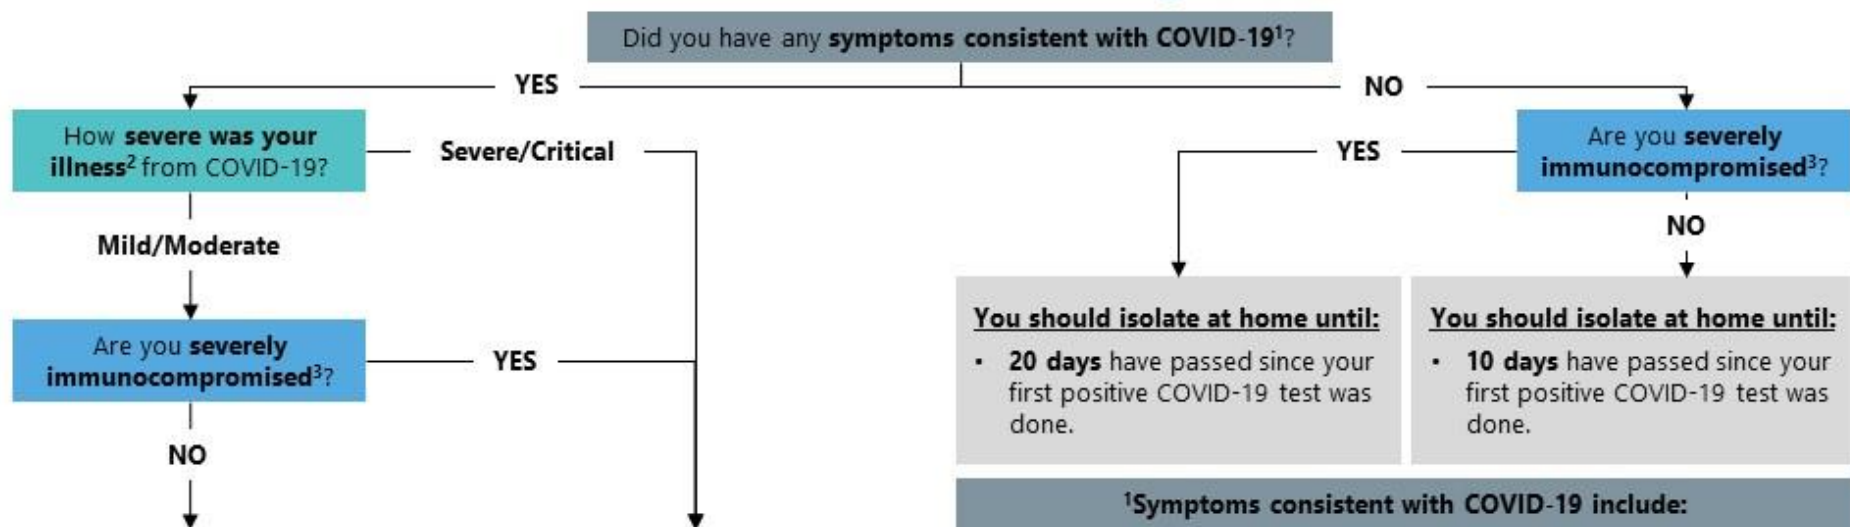 Did you have any symptoms consistent with COVID-19¹?
YES
NO
How severe was your
illness² from COVID-19?
Severe/Critical
YES
Are you severely
immunocompromised³?
Mild/Moderate
NO
Are you severely
immunocompromised³?
YES
NO
You should isolate at home until:
• 20 days have passed since your
first positive COVID-19 test was
done.
You should isolate at home until:
• 10 days have passed since your
first positive COVID-19 test was
done.
¹Symptoms consistent with COVID-19 include: